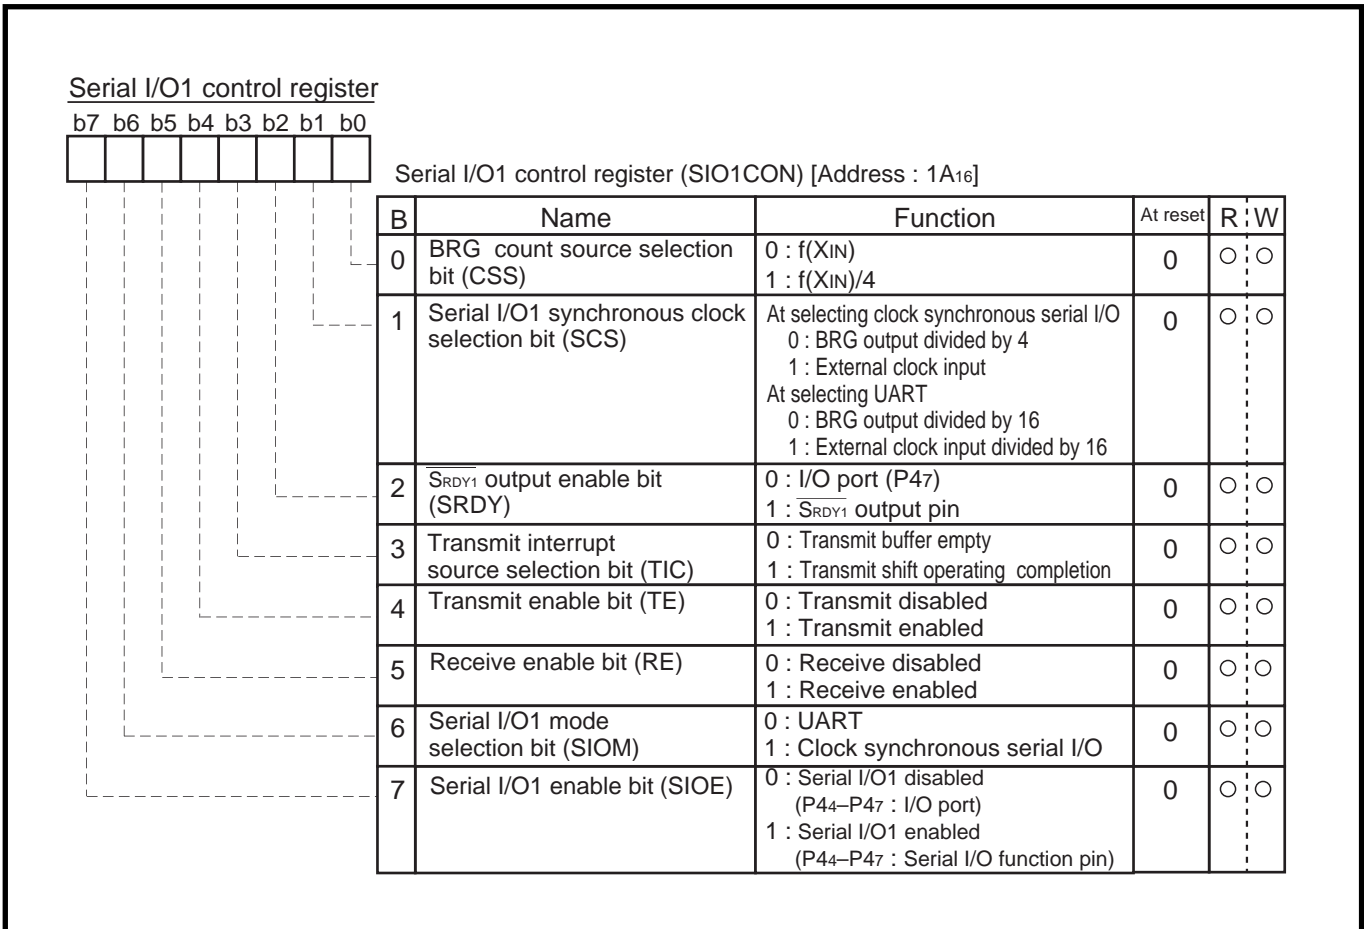 Serial I/O1 control register
b7 b6 b5 b4 b3 b2 b1 b0
Serial I/O1 control register (SIO1CON) [Address : 1A16]
B Name Function At reset R W
0 BRG count source selection bit (CSS) 0 : f(XIN) 0 ○ ○
1 : f(XIN)/4
1 Serial I/O1 synchronous clock selection bit (SCS) At selecting clock synchronous serial I/O 0 ○ ○
0 : BRG output divided by 4
1 : External clock input
At selecting UART
0 : BRG output divided by 16
1 : External clock input divided by 16
2 SRDY1 output enable bit (SRDY) 0 : I/O port (P47) 0 ○ ○
1 : SRDY1 output pin
3 Transmit interrupt source selection bit (TIC) 0 : Transmit buffer empty 0 ○ ○
1 : Transmit shift operating completion
4 Transmit enable bit (TE) 0 : Transmit disabled 0 ○ ○
1 : Transmit enabled
5 Receive enable bit (RE) 0 : Receive disabled 0 ○ ○
1 : Receive enabled
6 Serial I/O1 mode selection bit (SIOM) 0 : UART 0 ○ ○
1 : Clock synchronous serial I/O
7 Serial I/O1 enable bit (SIOE) 0 : Serial I/O1 disabled 0 ○ ○
(P44–P47 : I/O port)
1 : Serial I/O1 enabled
(P44–P47 : Serial I/O function pin)